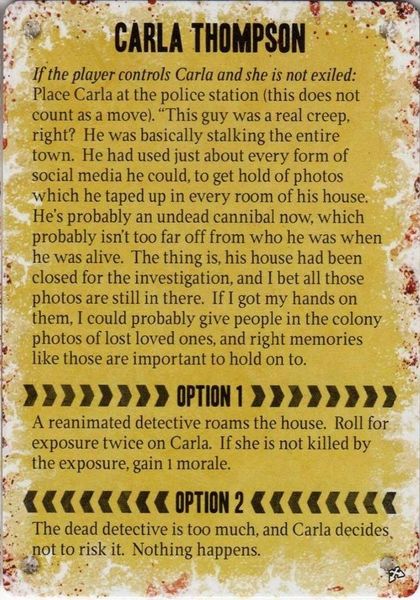 CARLA THOMPSON
If the player controls Carla and she is not exiled:
Place Carla at the police station (this does not
count as a move). “This guy was a real creep,
right? He was basically stalking the entire
town. He had used just about every form of
social media he could, to get hold of photos
which he taped up in every room of his house.
He's probably an undead cannibal now, which
probably isn't too far off from who he was when
he was alive. The thing is, his house had been
closed for the investigation, and I bet all those
photos are still in there. If I got my hands on
them, I could probably give people in the colony
photos of lost loved ones, and right memories
like those are important to hold on to.
OPTION 1
A reanimated detective roams the house. Roll for
exposure twice on Carla. If she is not killed by
the exposure, gain 1 morale.
OPTION 2
The dead detective is too much, and Carla decides
not to risk it. Nothing happens.